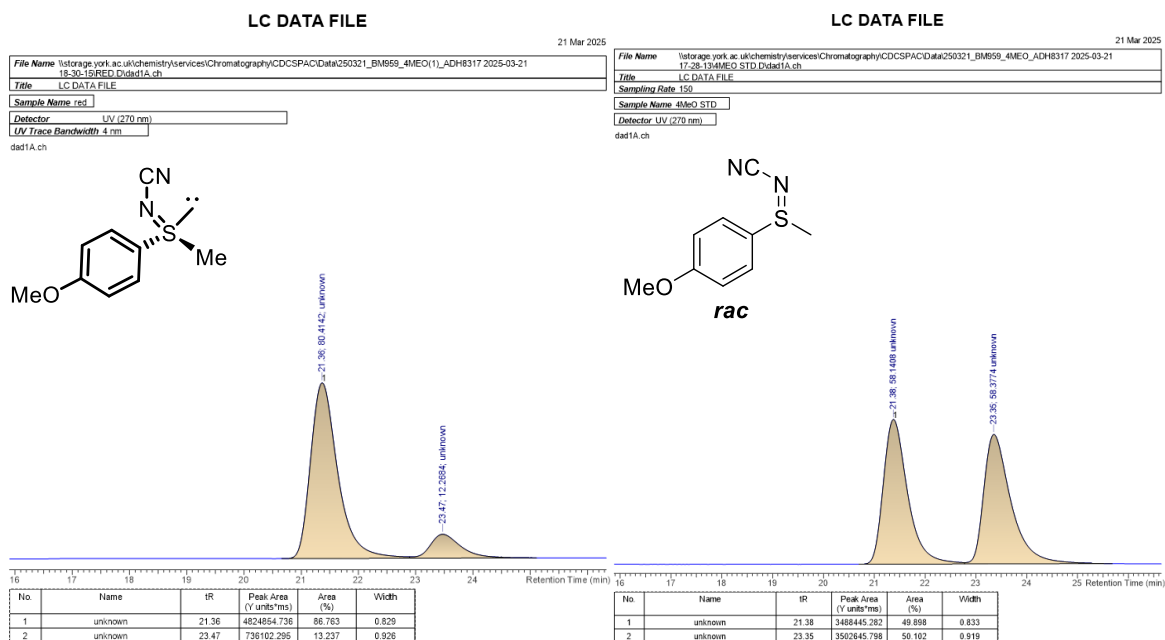 LC DATA FILE
21 Mar 2025
File Name \\storage.york.ac.uk\chemistry\services\Chromatography\CDCSPAC\Data\250321_BM959_4MEO(1)_ADH8317 2025-03-21
18-30-15\RED.D\dad1A.ch
Title LC DATA FILE
Sample Name red
Detector UV (270 nm)
UV Trace Bandwidth 4 nm
dad1A.ch
CN
N
S
Me
MeO
21.36; 80.4142; unknown
23.47; 12.2684; unknown
16 17 18 19 20 21 22 23 24 Retention Time (min)
No. Name tR Peak Area (Y units*ms) Area (%) Width
1 unknown 21.36 4824854.736 86.763 0.829
2 unknown 23.47 736102.295 13.237 0.926
LC DATA FILE
21 Mar 2025
File Name \\storage.york.ac.uk\chemistry\services\Chromatography\CDCSPAC\Data\250321_BM959_4MEO_ADH8317 2025-03-21
17-28-13\4MEO STD.D\dad1A.ch
Title LC DATA FILE
Sampling Rate 150
Sample Name 4MeO STD
Detector UV (270 nm)
dad1A.ch
NC
N
S
MeO
rac
21.38; 58.1408 unknown
23.35; 58.3774 unknown
16 17 18 19 20 21 22 23 24 25 Retention Time (min)
No. Name tR Peak Area (Y units*ms) Area (%) Width
1 unknown 21.38 3488445.282 49.898 0.833
2 unknown 23.35 3502645.798 50.102 0.919